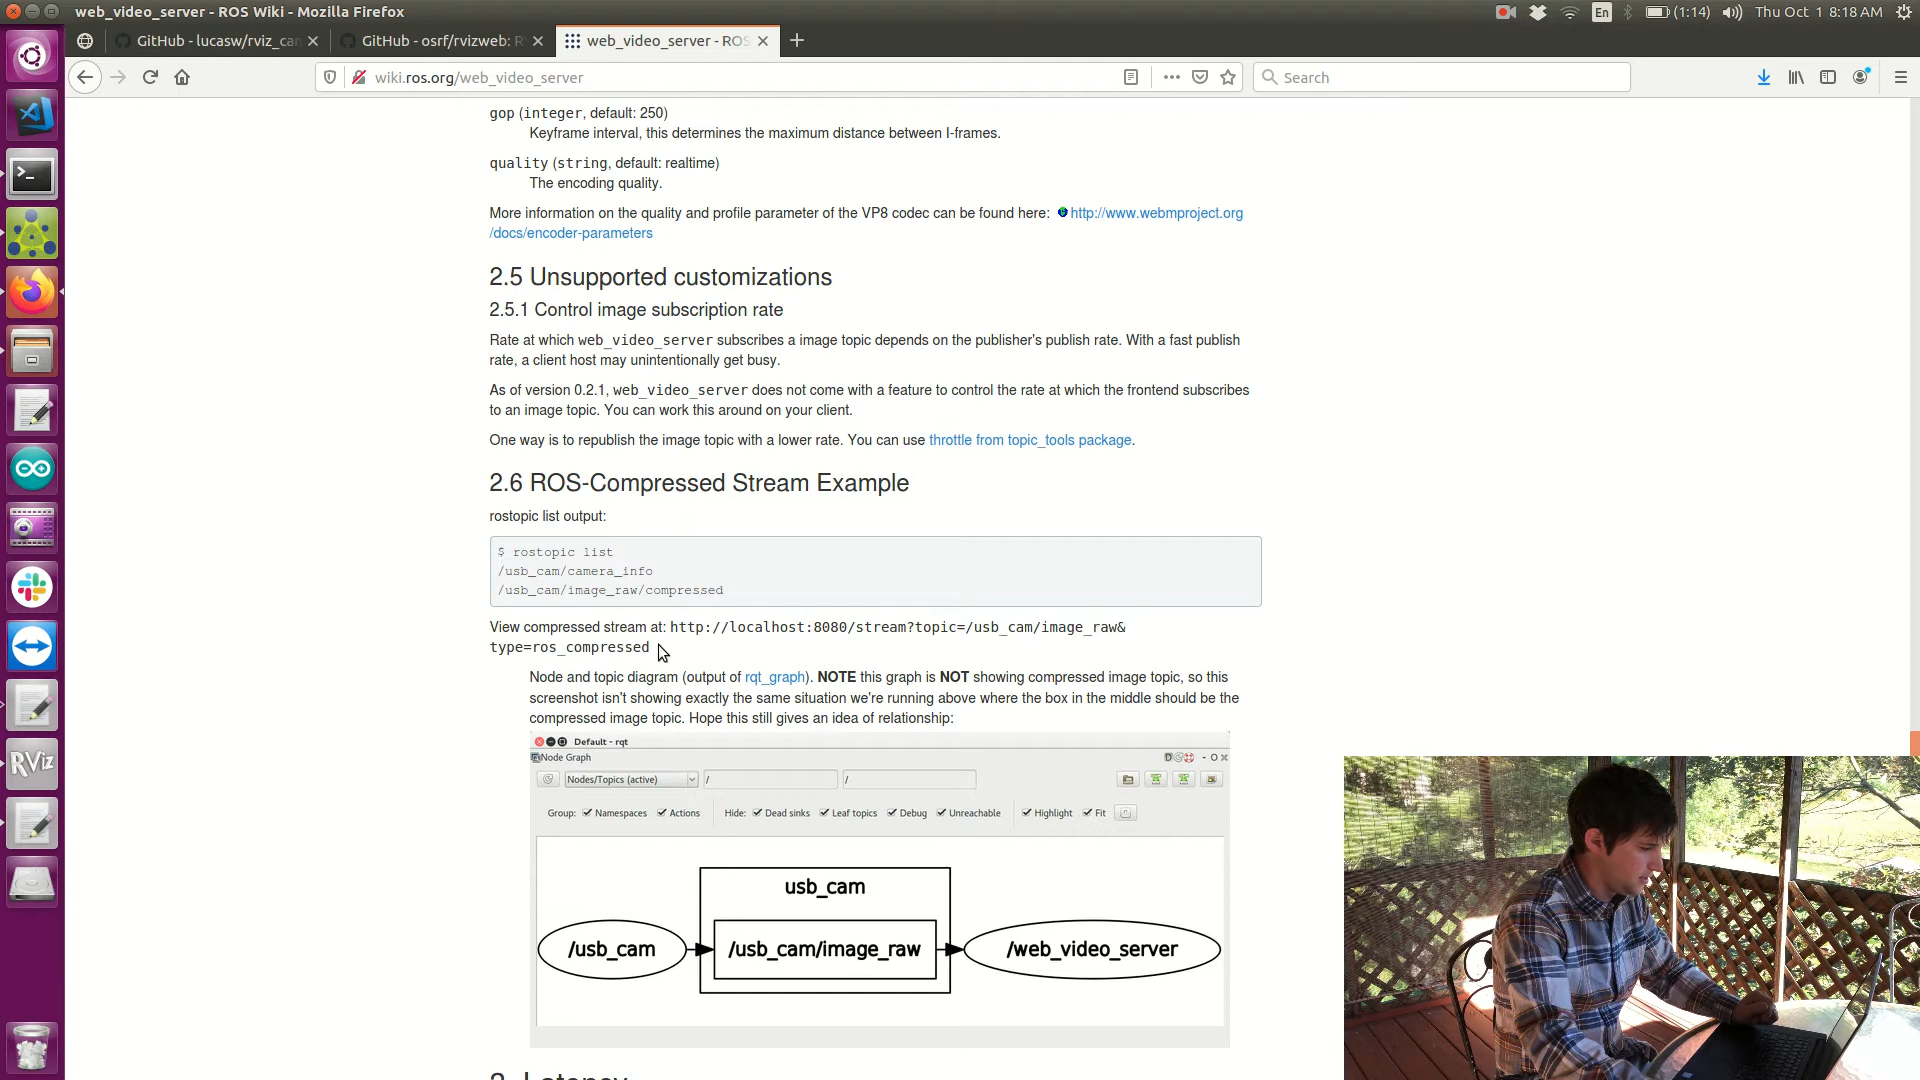 web_video_server - ROS Wiki - Mozilla Firefox
En
(1:14)
Thu Oct 1 8:18 AM
GitHub - lucasw/rviz_can
GitHub - osrf/rvizweb: R
web_video_server - ROS
wiki.ros.org/web_video_server
Search
gop (integer, default: 250)
Keyframe interval, this determines the maximum distance between I-frames.
quality (string, default: realtime)
The encoding quality.
More information on the quality and profile parameter of the VP8 codec can be found here: http://www.webmproject.org
/docs/encoder-parameters
2.5 Unsupported customizations
2.5.1 Control image subscription rate
Rate at which web_video_server subscribes a image topic depends on the publisher's publish rate. With a fast publish
rate, a client host may unintentionally get busy.
As of version 0.2.1, web_video_server does not come with a feature to control the rate at which the frontend subscribes
to an image topic. You can work this around on your client.
One way is to republish the image topic with a lower rate. You can use throttle from topic_tools package.
2.6 ROS-Compressed Stream Example
rostopic list output:
$ rostopic list
/usb_cam/camera_info
/usb_cam/image_raw/compressed
View compressed stream at: http://localhost:8080/stream?topic=/usb_cam/image_raw&
type=ros_compressed
Node and topic diagram (output of rqt_graph). NOTE this graph is NOT showing compressed image topic, so this
screenshot isn't showing exactly the same situation we're running above where the box in the middle should be the
compressed image topic. Hope this still gives an idea of relationship:
Default - rqt
Node Graph
Nodes/Topics (active)
/
/
Group: Namespaces Actions Hide: Dead sinks Leaf topics Debug Unreachable Highlight Fit
usb_cam
/usb_cam
/usb_cam/image_raw
/web_video_server
RViz